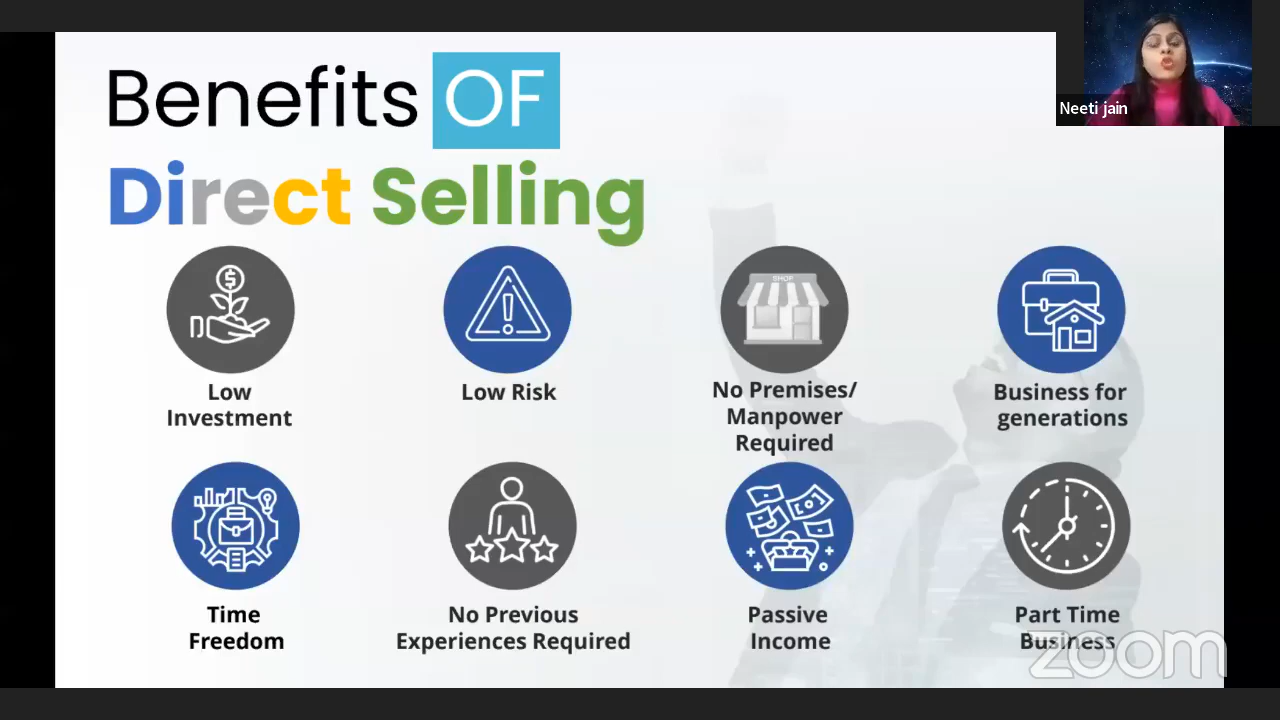 Benefits OF
Direct Selling
Neeti jain
SHOP
Low
Investment
Low Risk
No Premises/
Manpower
Required
Business for
generations
Time
Freedom
No Previous
Experiences Required
Passive
Income
Part Time
Business
zoom